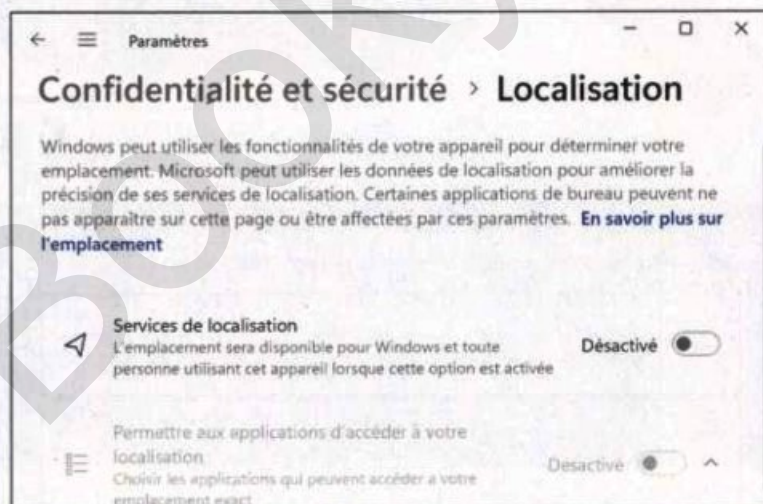 Paramètres
Confidentialité et sécurité > Localisation
Windows peut utiliser les fonctionnalités de votre appareil pour déterminer votre
emplacement. Microsoft peut utiliser les données de localisation pour améliorer la
précision de ses services de localisation. Certaines applications de bureau peuvent ne
pas apparaître sur cette page ou être affectées par ces paramètres. En savoir plus sur
l'emplacement
Services de localisation
L'emplacement sera disponible pour Windows et toute
personne utilisant cet appareil lorsque cette option est activée
Désactivé
Permettre aux applications d'accéder à votre
localisation
Choisir les applications qui peuvent accéder à votre
emplacement exact
Désactivé
Booky